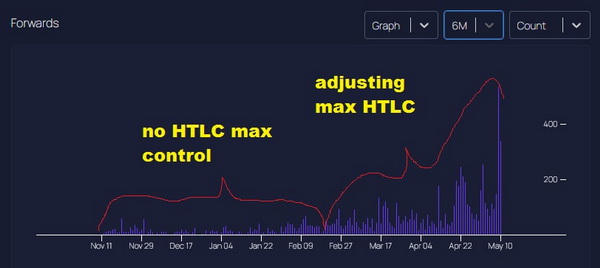 Forwards
Graph
6M
Count
adjusting
max HTLC
no HTLC max
control
400
200
Nov 11 Nov 29 Dec 17 Jan 04 Jan 22 Feb 09 Feb 27 Mar 17 Apr 04 Apr 22 May 10